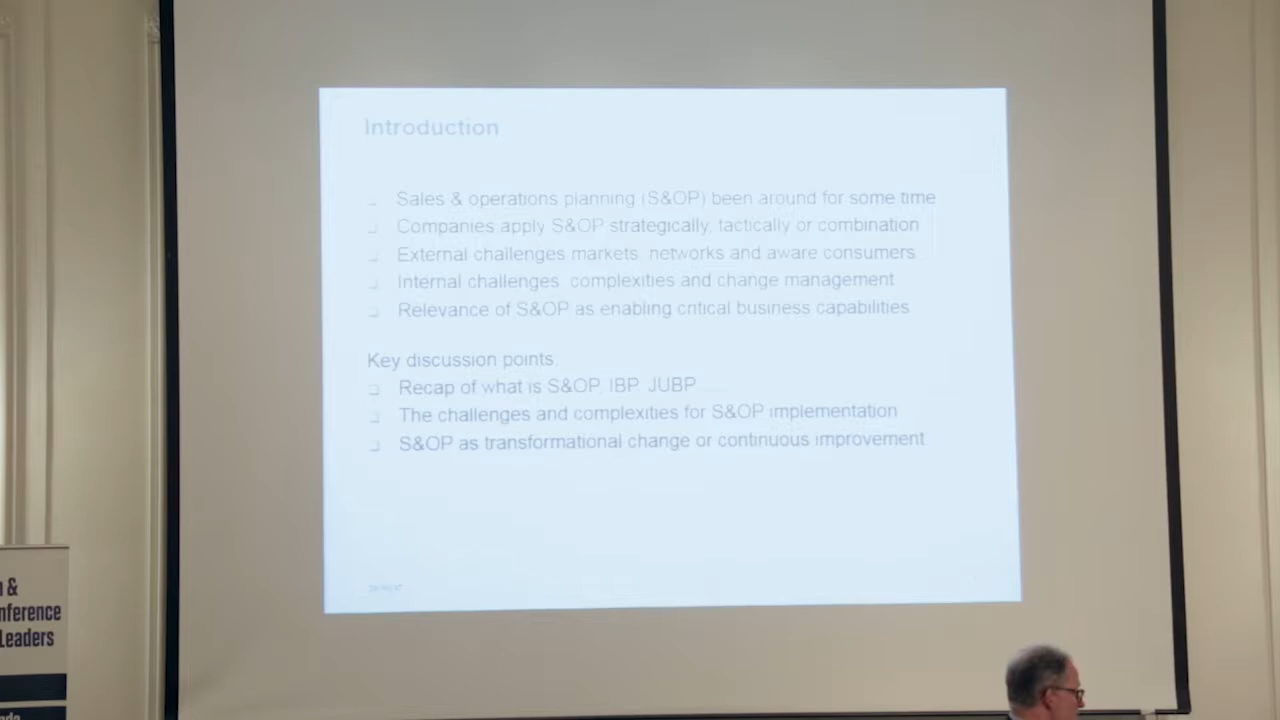 Introduction
Sales & operations planning (S&OP) been around for some time
Companies apply S&OP strategically, tactically or combination
External challenges markets, networks and aware consumers
Internal challenges, complexities and change management
Relevance of S&OP as enabling critical business capabilities
Key discussion points:
Recap of what is S&OP, IBP, JUBP
The challenges and complexities for S&OP implementation
S&OP as transformational change or continuous improvement
&
nference
Leaders